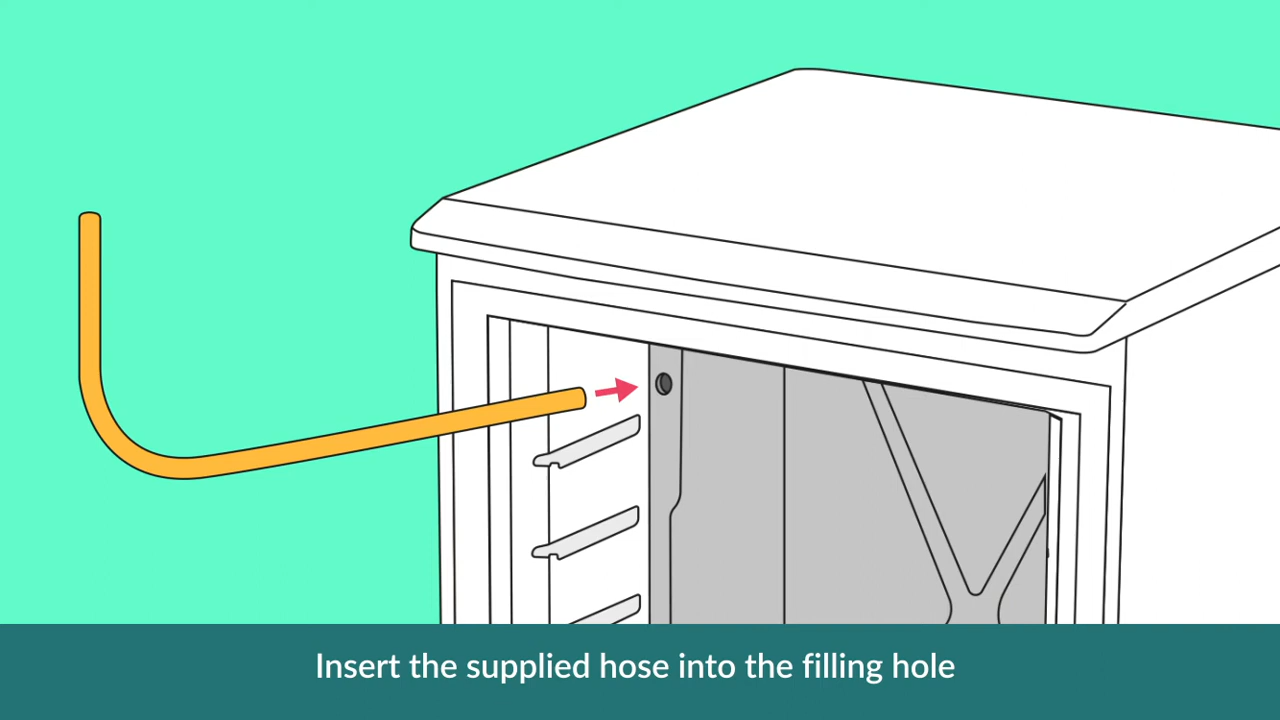 Insert the supplied hose into the filling hole